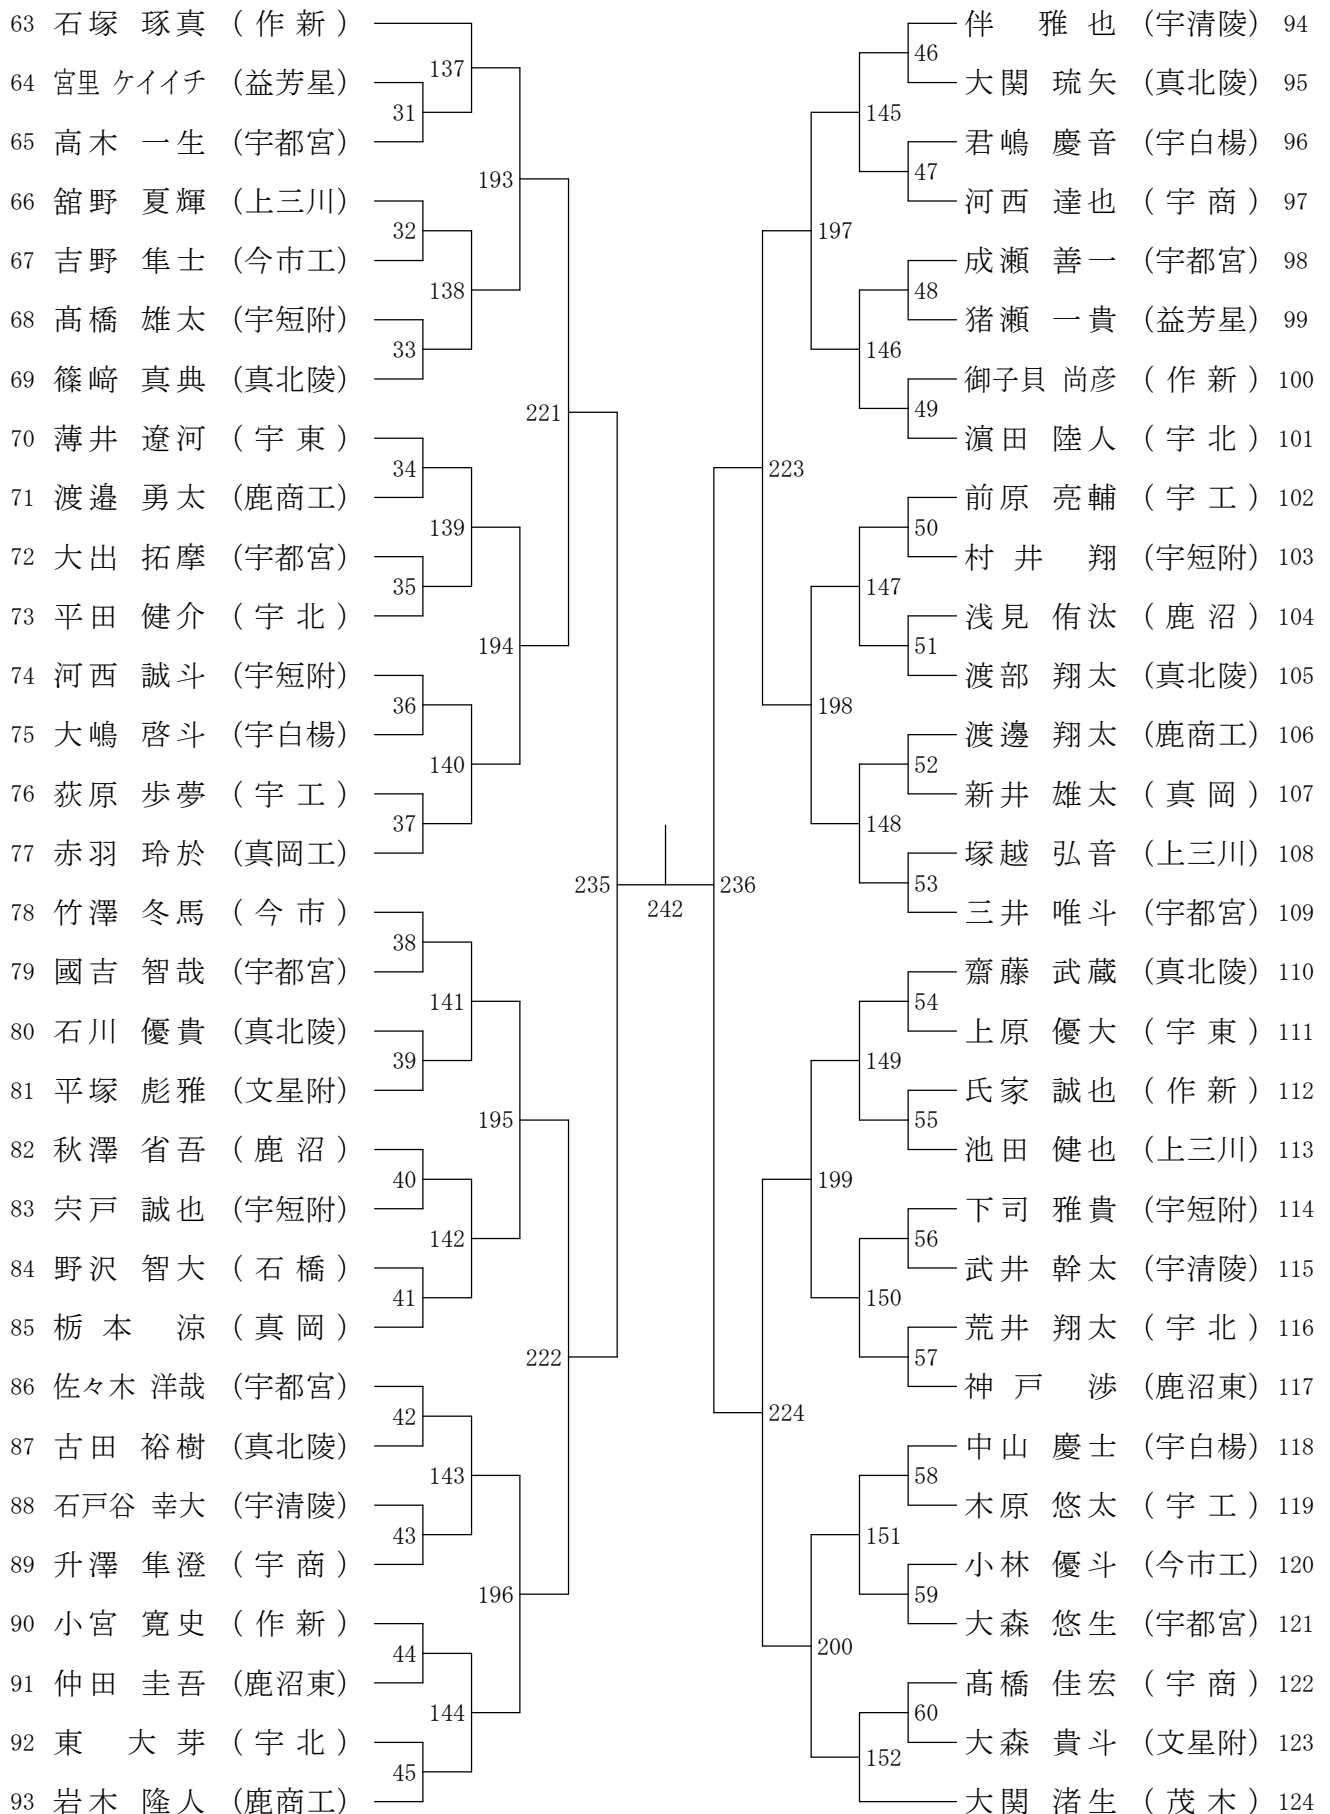 63 石塚 琢真 (作新)
64 宮里 ケイイチ (益芳星)
65 高木 一生 (宇都宮)
66 舘野 夏輝 (上三川)
67 吉野 隼士 (今市工)
68 髙橋 雄太 (宇短附)
69 篠﨑 真典 (真北陵)
70 薄井 遼河 (宇東)
71 渡邉 勇太 (鹿商工)
72 大出 拓摩 (宇都宮)
73 平田 健介 (宇北)
74 河西 誠斗 (宇短附)
75 大嶋 啓斗 (宇白楊)
76 荻原 歩夢 (宇工)
77 赤羽 玲於 (真岡工)
78 竹澤 冬馬 (今市)
79 國吉 智哉 (宇都宮)
80 石川 優貴 (真北陵)
81 平塚 彪雅 (文星附)
82 秋澤 省吾 (鹿沼)
83 宍戸 誠也 (宇短附)
84 野沢 智大 (石橋)
85 栃本 涼 (真岡)
86 佐々木 洋哉 (宇都宮)
87 古田 裕樹 (真北陵)
88 石戸谷 幸大 (宇清陵)
89 升澤 隼澄 (宇商)
90 小宮 寛史 (作新)
91 仲田 圭吾 (鹿沼東)
92 東 大芽 (宇北)
93 岩木 隆人 (鹿商工)
31
32
33
34
35
36
37
38
39
40
41
42
43
44
45
137
138
139
140
141
142
143
144
193
194
195
196
221
222
235
242
236
223
224
197
198
199
200
145
146
147
148
149
150
151
152
46
47
48
49
50
51
52
53
54
55
56
57
58
59
60
伴 雅也 (宇清陵) 94
大関 琉矢 (真北陵) 95
君嶋 慶音 (宇白楊) 96
河西 達也 (宇商) 97
成瀬 善一 (宇都宮) 98
猪瀬 一貴 (益芳星) 99
御子貝 尚彦 (作新) 100
濵田 陸人 (宇北) 101
前原 亮輔 (宇工) 102
村井 翔 (宇短附) 103
浅見 侑汰 (鹿沼) 104
渡部 翔太 (真北陵) 105
渡邊 翔太 (鹿商工) 106
新井 雄太 (真岡) 107
塚越 弘音 (上三川) 108
三井 唯斗 (宇都宮) 109
齋藤 武蔵 (真北陵) 110
上原 優大 (宇東) 111
氏家 誠也 (作新) 112
池田 健也 (上三川) 113
下司 雅貴 (宇短附) 114
武井 幹太 (宇清陵) 115
荒井 翔太 (宇北) 116
神戸 渉 (鹿沼東) 117
中山 慶士 (宇白楊) 118
木原 悠太 (宇工) 119
小林 優斗 (今市工) 120
大森 悠生 (宇都宮) 121
髙橋 佳宏 (宇商) 122
大森 貴斗 (文星附) 123
大関 渚生 (茂木) 124